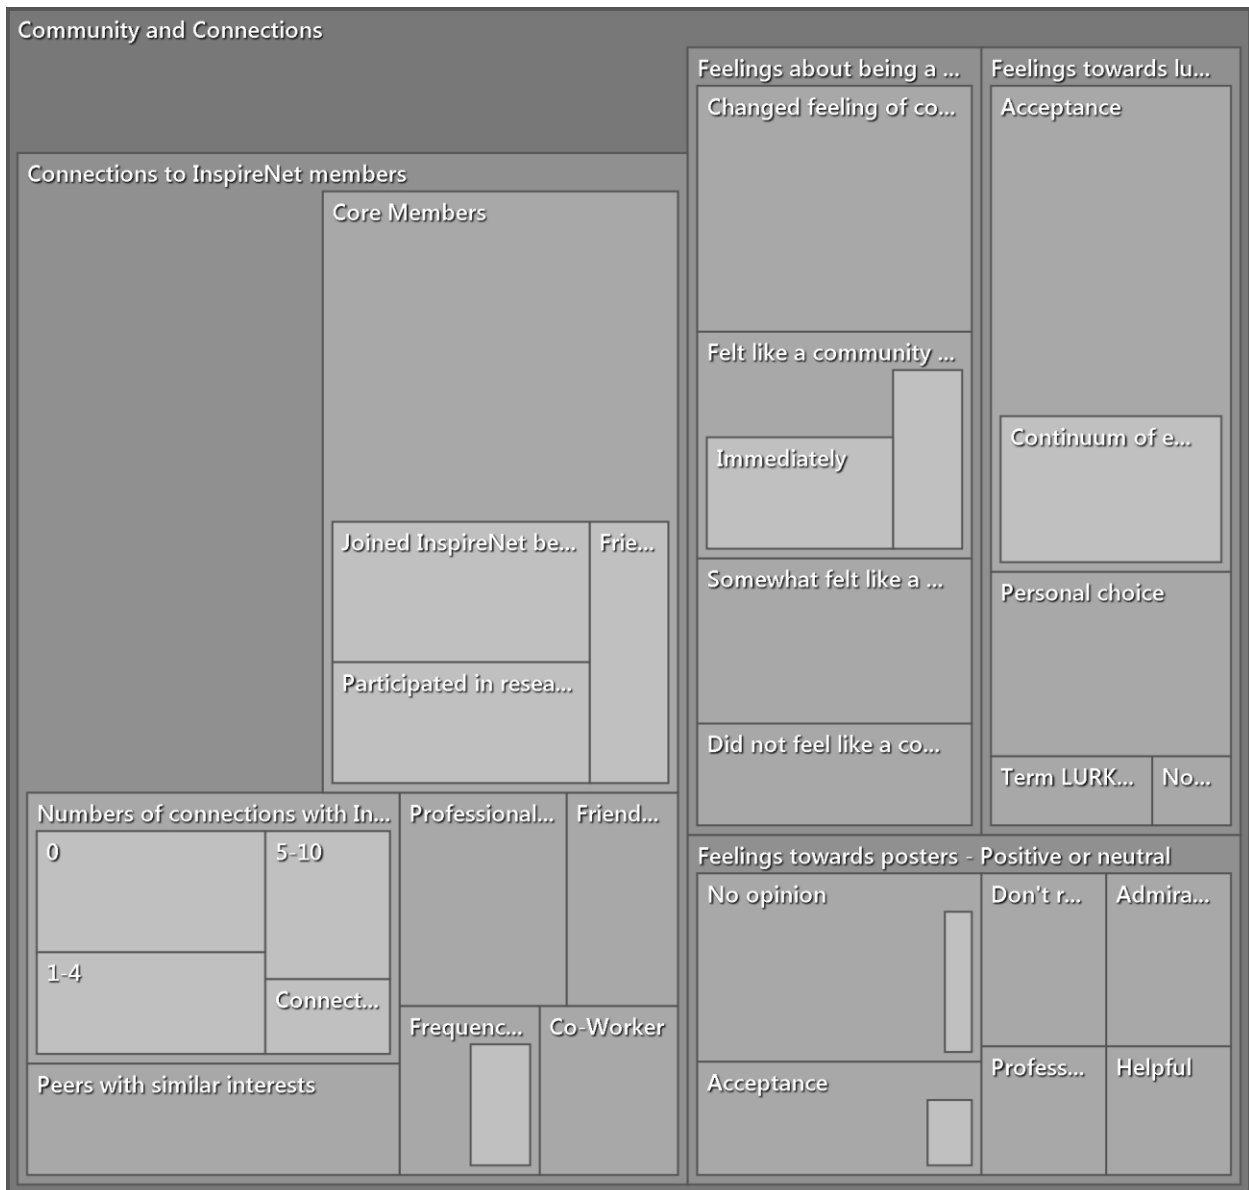 Community and Connections
Connections to InspireNet members
Core Members
Joined InspireNet be...
Frie...
Participated in resea...
Numbers of connections with In...
0
5-10
1-4
Connect...
Peers with similar interests
Professional...
Friend...
Frequenc...
Co-Worker
Feelings about being a ...
Changed feeling of co...
Felt like a community ...
Immediately
Somewhat felt like a ...
Did not feel like a co...
Feelings towards lu...
Acceptance
Continuum of e...
Personal choice
Term LURK...
No...
Feelings towards posters - Positive or neutral
No opinion
Don't r...
Admira...
Acceptance
Profess...
Helpful